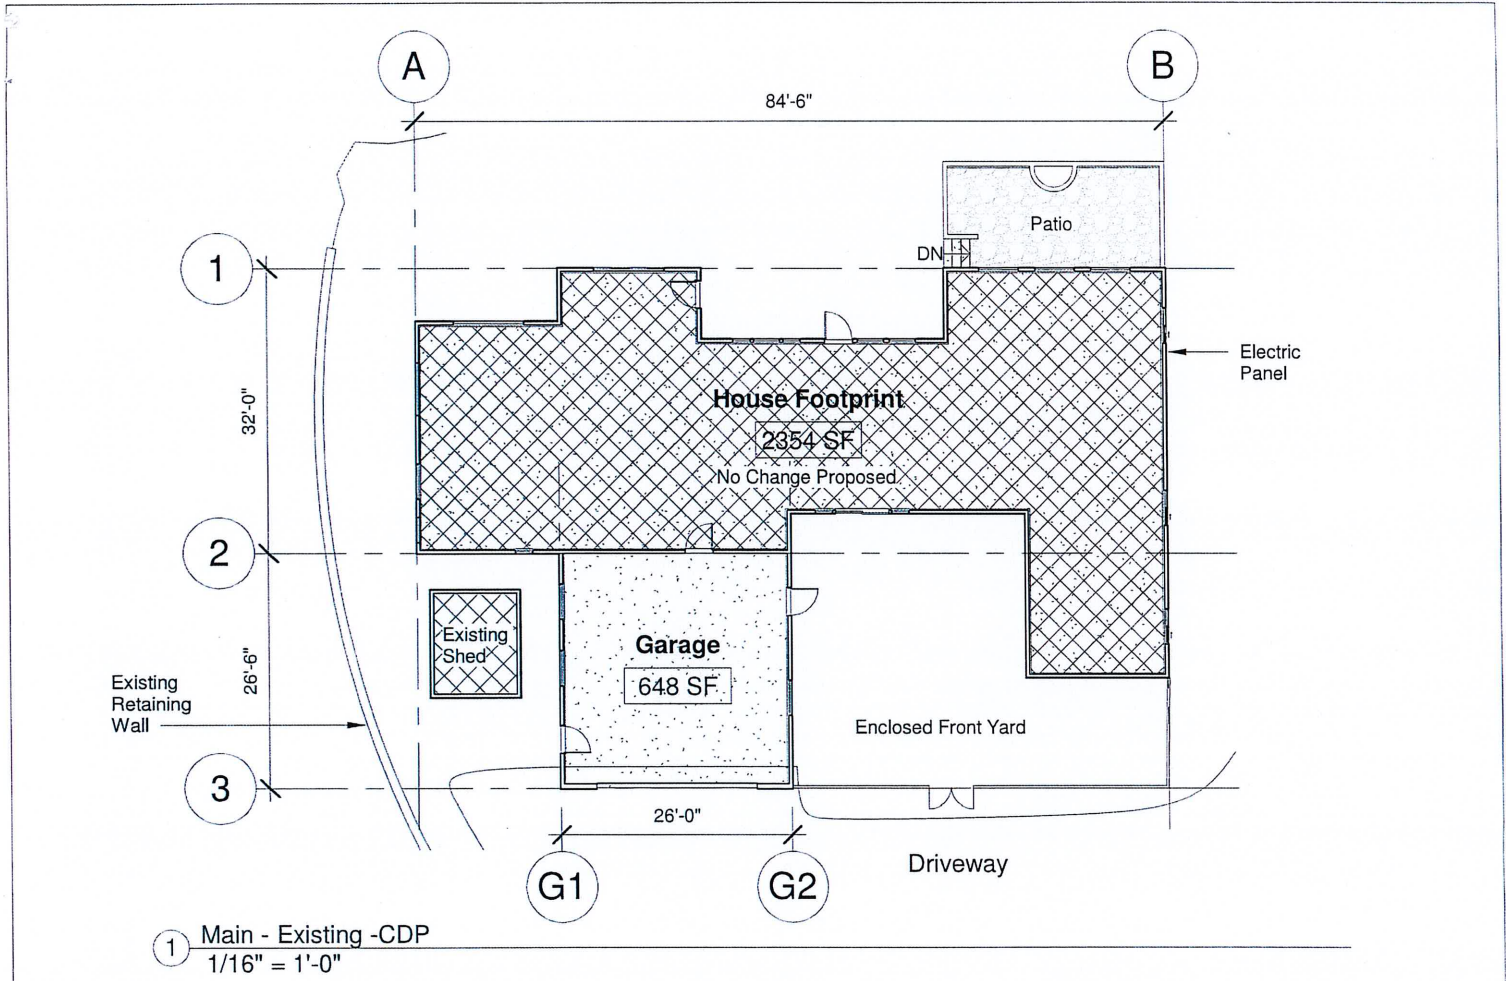 A
B
84'-6"
Patio
DN
1
Electric
Panel
House Footprint
2354 SF
No Change Proposed
32'-0"
2
Existing
Shed
Garage
648 SF
26'-6"
Existing
Retaining
Wall
Enclosed Front Yard
3
26'-0"
G1
G2
Driveway
1
Main - Existing -CDP
1/16" = 1'-0"